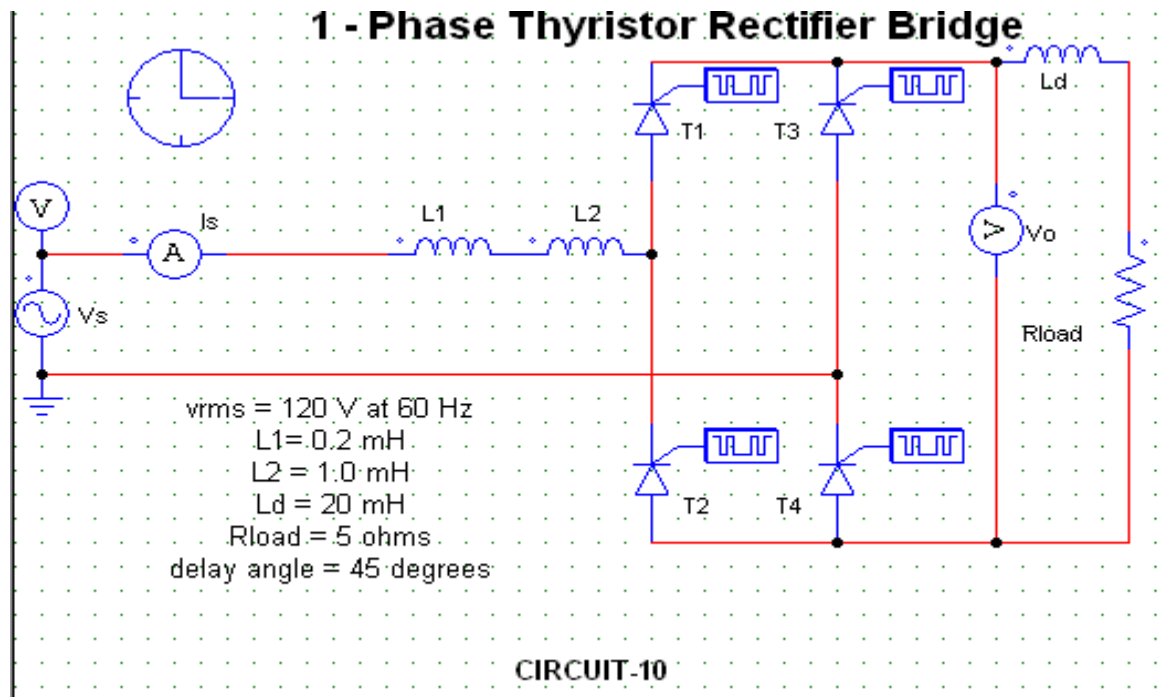 1 - Phase Thyristor Rectifier Bridge
Ld
T1
T3
V
Is
L1
L2
A
V
Vo
Vs
Rload
vrms = 120 V at 60 Hz
L1= 0.2 mH
L2 = 1.0 mH
Ld = 20 mH
Rload = 5 ohms
delay angle = 45 degrees
T2
T4
CIRCUIT-10